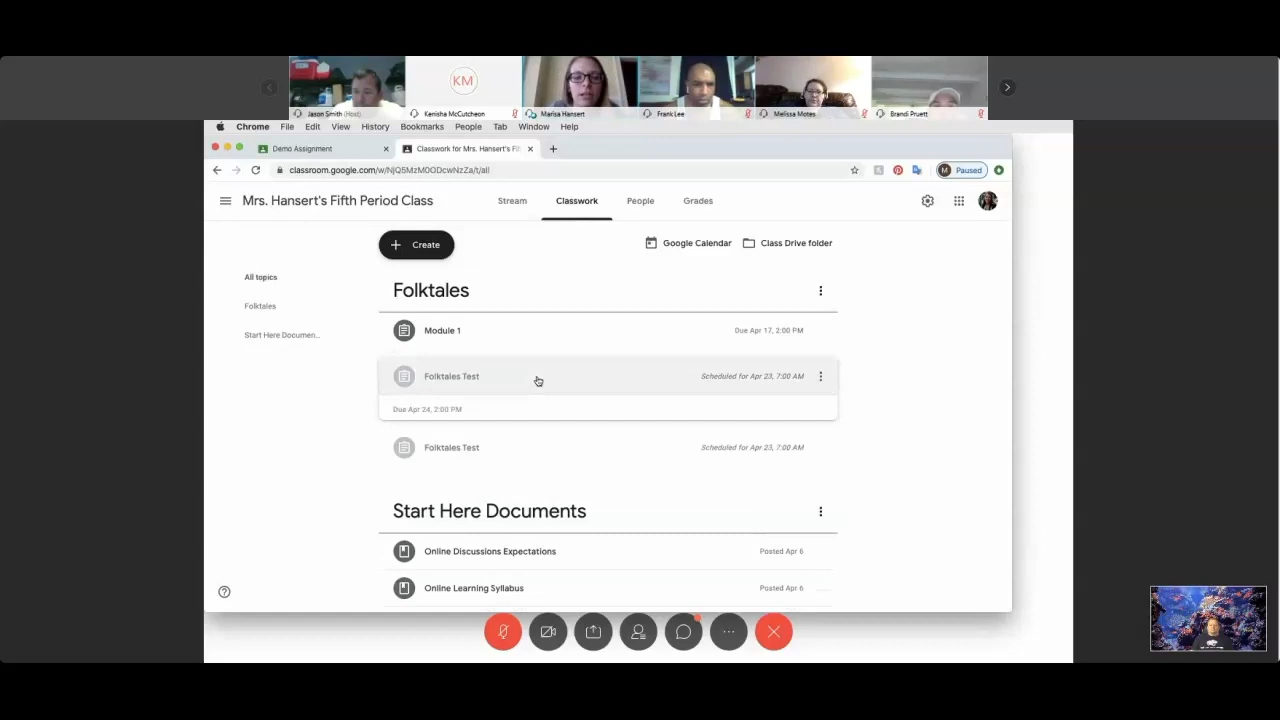 KM
Jason Smith (Host)
Kenisha McCutcheon
Marisa Hansert
Frank Lee
Melissa Motes
Brandi Pruett
Chrome File Edit View History Bookmarks People Tab Window Help
Demo Assignment
Classwork for Mrs. Hansert's Fif
classroom.google.com/w/NjQ5MzM0ODcwNzZa/t/all
M Paused
Mrs. Hansert's Fifth Period Class
Stream Classwork People Grades
+ Create
Google Calendar Class Drive folder
All topics
Folktales
Start Here Documen...
Folktales
Module 1 Due Apr 17, 2:00 PM
Folktales Test Scheduled for Apr 23, 7:00 AM
Due Apr 24, 2:00 PM
Folktales Test Scheduled for Apr 23, 7:00 AM
Start Here Documents
Online Discussions Expectations Posted Apr 6
Online Learning Syllabus Posted Apr 6